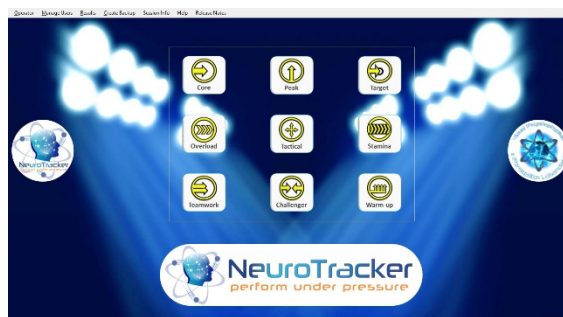 Operator Manage Users Results Create Backup Session Info Help Release Notes
Core Peak Target
Overload Tactical Stamina
NeuroTracker
Teamwork Challenger Warm-up
NeuroTracker
perform under pressure